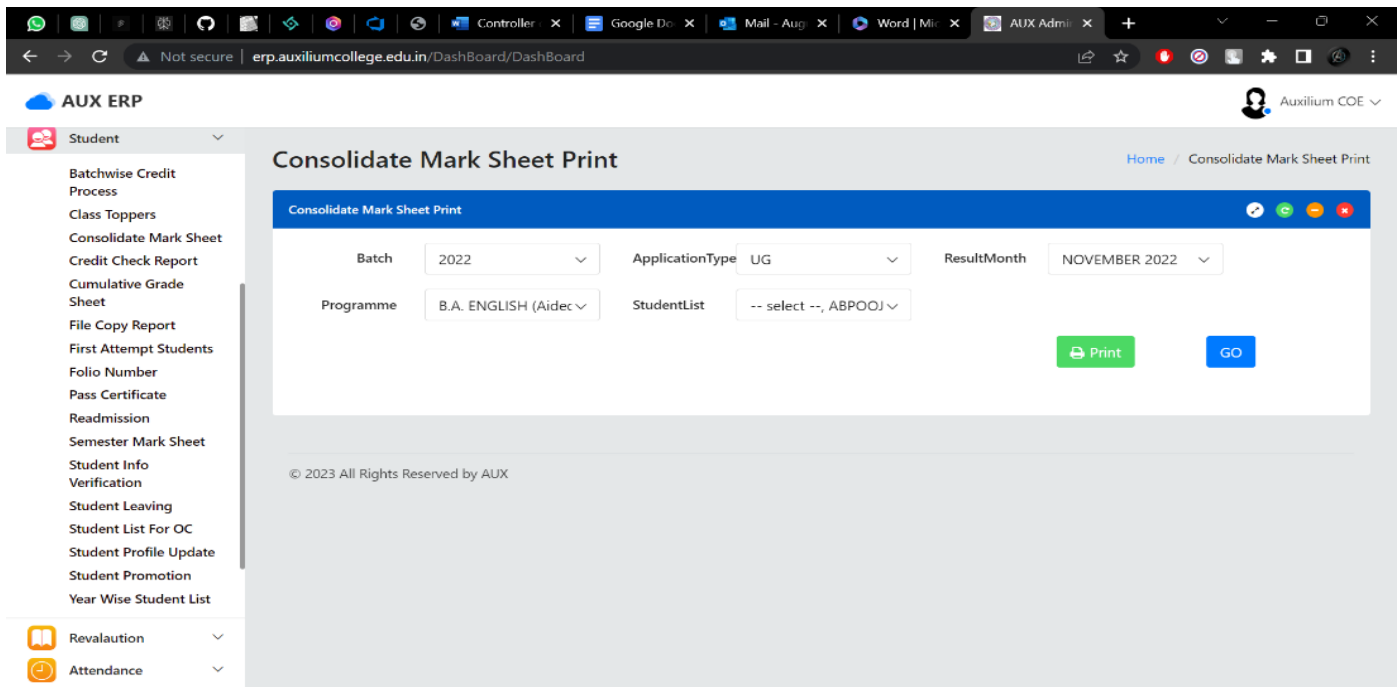 Controller
Google Do
Mail - Aug
Word | Mic
AUX Admi
Not secure | erp.auxiliumcollege.edu.in/DashBoard/DashBoard
AUX ERP
Auxilium COE
Student
Batchwise Credit
Process
Class Toppers
Consolidate Mark Sheet
Credit Check Report
Cumulative Grade
Sheet
File Copy Report
First Attempt Students
Folio Number
Pass Certificate
Readmission
Semester Mark Sheet
Student Info
Verification
Student Leaving
Student List For OC
Student Profile Update
Student Promotion
Year Wise Student List
Revalaution
Attendance
Consolidate Mark Sheet Print
Home / Consolidate Mark Sheet Print
Consolidate Mark Sheet Print
Batch 2022 ApplicationType UG ResultMonth NOVEMBER 2022
Programme B.A. ENGLISH (Aidec StudentList -- select --, ABPOOJ
Print GO
© 2023 All Rights Reserved by AUX